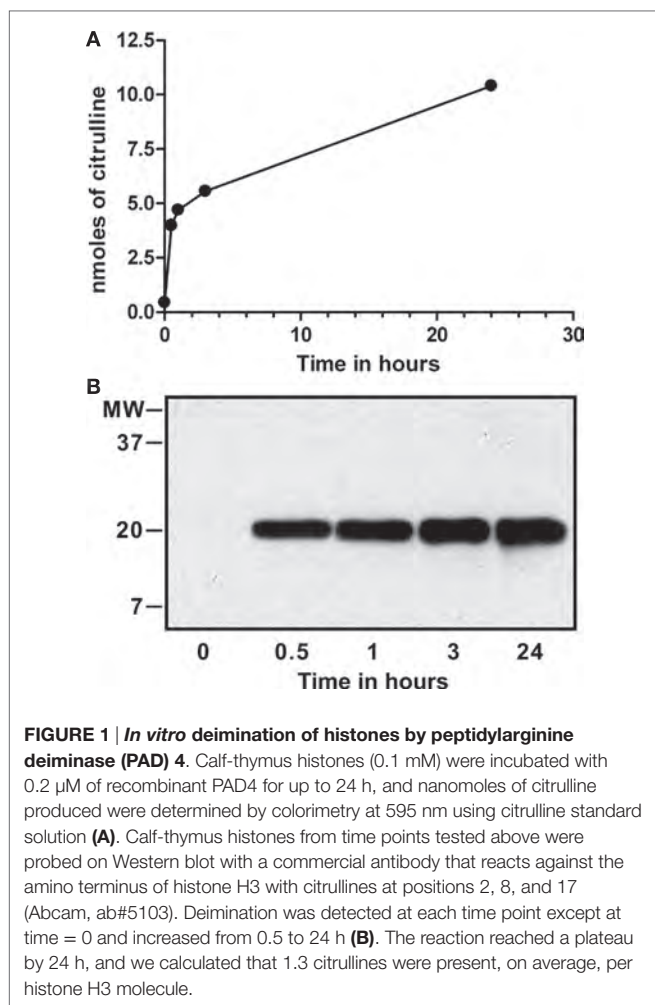 A
12.5
10.0
7.5
5.0
2.5
0.0
nmoles of citrulline
0 10 20 30
Time in hours
B
MW
37
20
7
0 0.5 1 3 24
Time in hours
FIGURE 1 | In vitro deimination of histones by peptidylarginine
deiminase (PAD) 4. Calf-thymus histones (0.1 mM) were incubated with
0.2 µM of recombinant PAD4 for up to 24 h, and nanomoles of citrulline
produced were determined by colorimetry at 595 nm using citrulline standard
solution (A). Calf-thymus histones from time points tested above were
probed on Western blot with a commercial antibody that reacts against the
amino terminus of histone H3 with citrullines at positions 2, 8, and 17
(Abcam, ab#5103). Deimination was detected at each time point except at
time = 0 and increased from 0.5 to 24 h (B). The reaction reached a plateau
by 24 h, and we calculated that 1.3 citrullines were present, on average, per
histone H3 molecule.